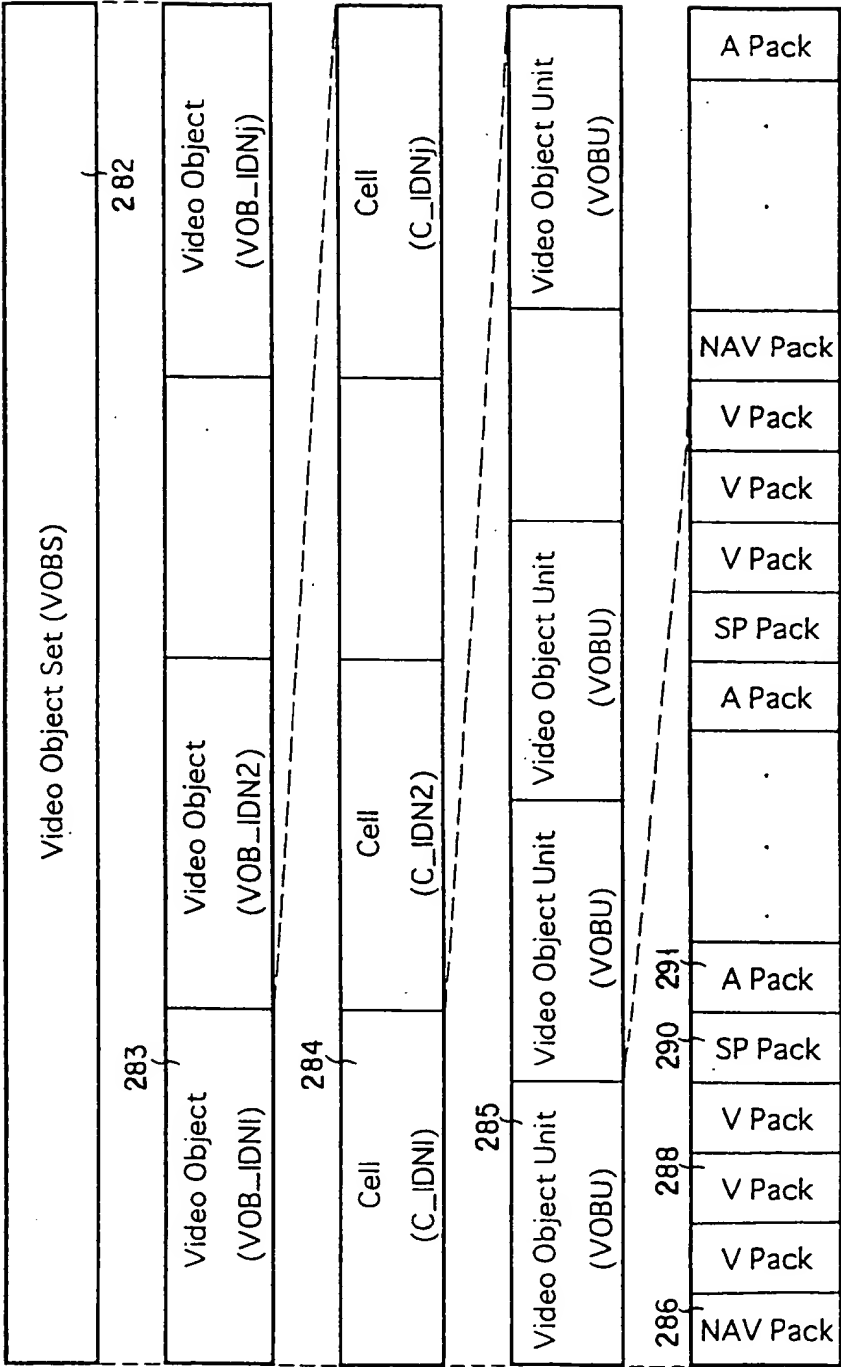 Video Object Set (VOBS)
282
283
Video Object
(VOB_IDN1)
Video Object
(VOB_IDN2)
Video Object
(VOB_IDNj)
284
Cell
(C_IDN1)
Cell
(C_IDN2)
Cell
(C_IDNj)
285
Video Object Unit
(VOBU)
Video Object Unit
(VOBU)
Video Object Unit
(VOBU)
Video Object Unit
(VOBU)
286
288
290
291
NAV Pack
V Pack
V Pack
V Pack
SP Pack
A Pack
. . .
A Pack
SP Pack
V Pack
V Pack
V Pack
NAV Pack
. .
A Pack